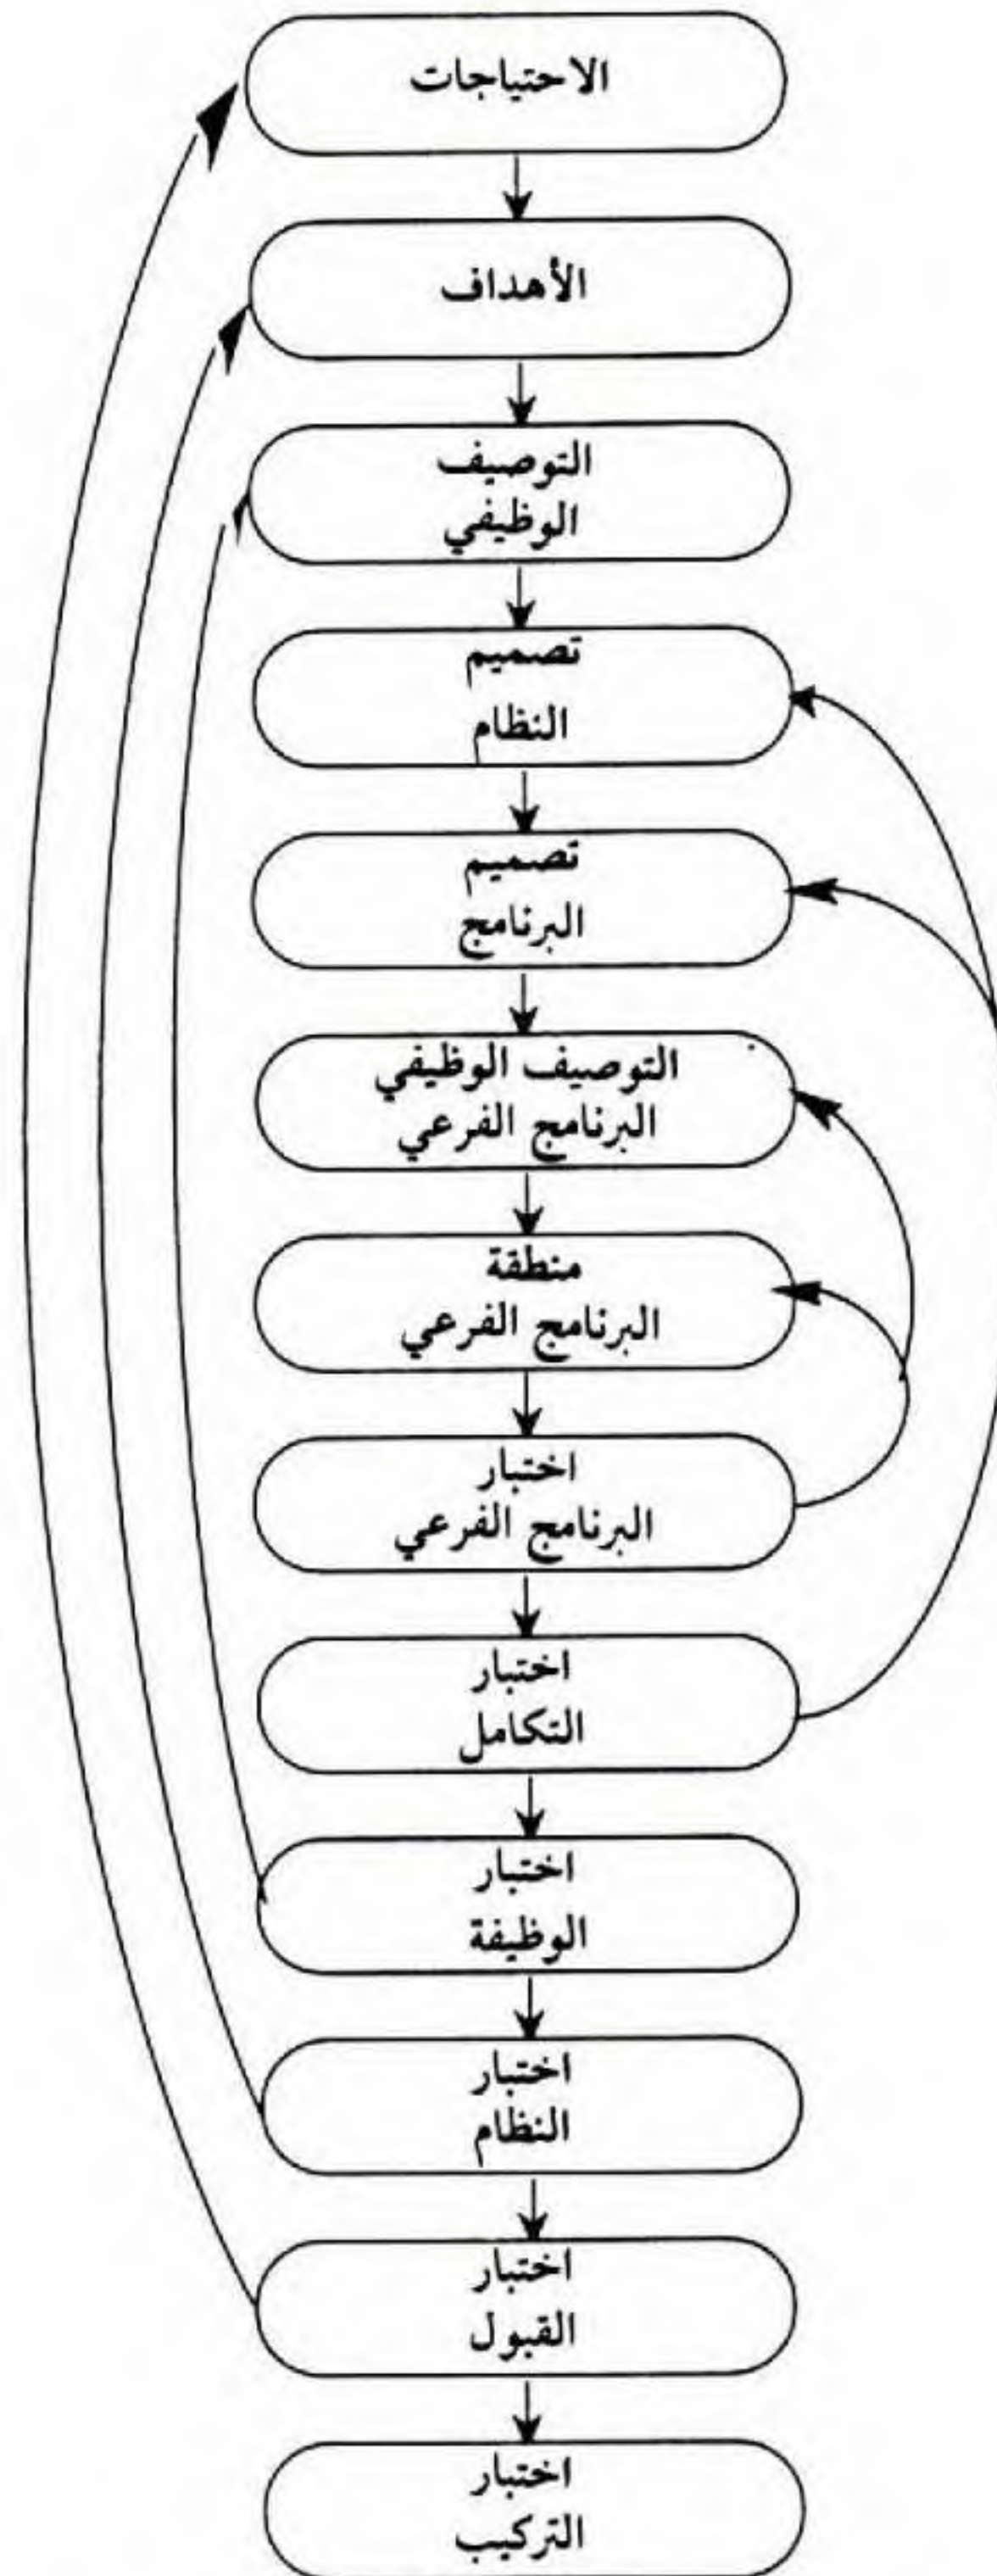 الاحتياجات
الأهداف
التوصيف
الوظيفي
تصميم
النظام
تصميم
البرنامج
التوصيف الوظيفي
البرنامج الفرعي
منطقة
البرنامج الفرعي
اختبار
البرنامج الفرعي
اختبار
التكامل
اختبار
الوظيفة
اختبار
النظام
اختبار
القبول
اختبار
التركيب